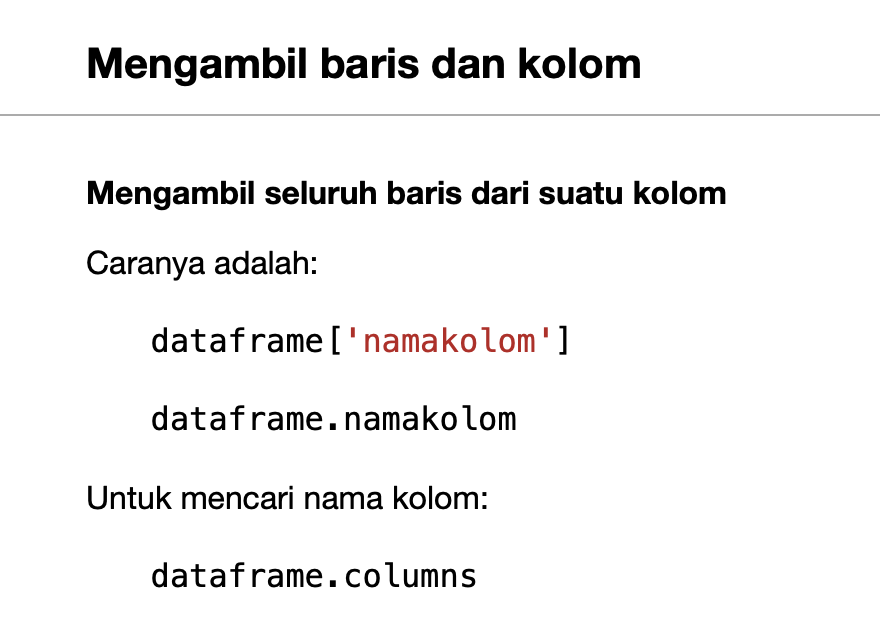 Mengambil baris dan kolom
Mengambil seluruh baris dari suatu kolom
Caranya adalah:
dataframe['namakolom']
dataframe.namakolom
Untuk mencari nama kolom:
dataframe.columns